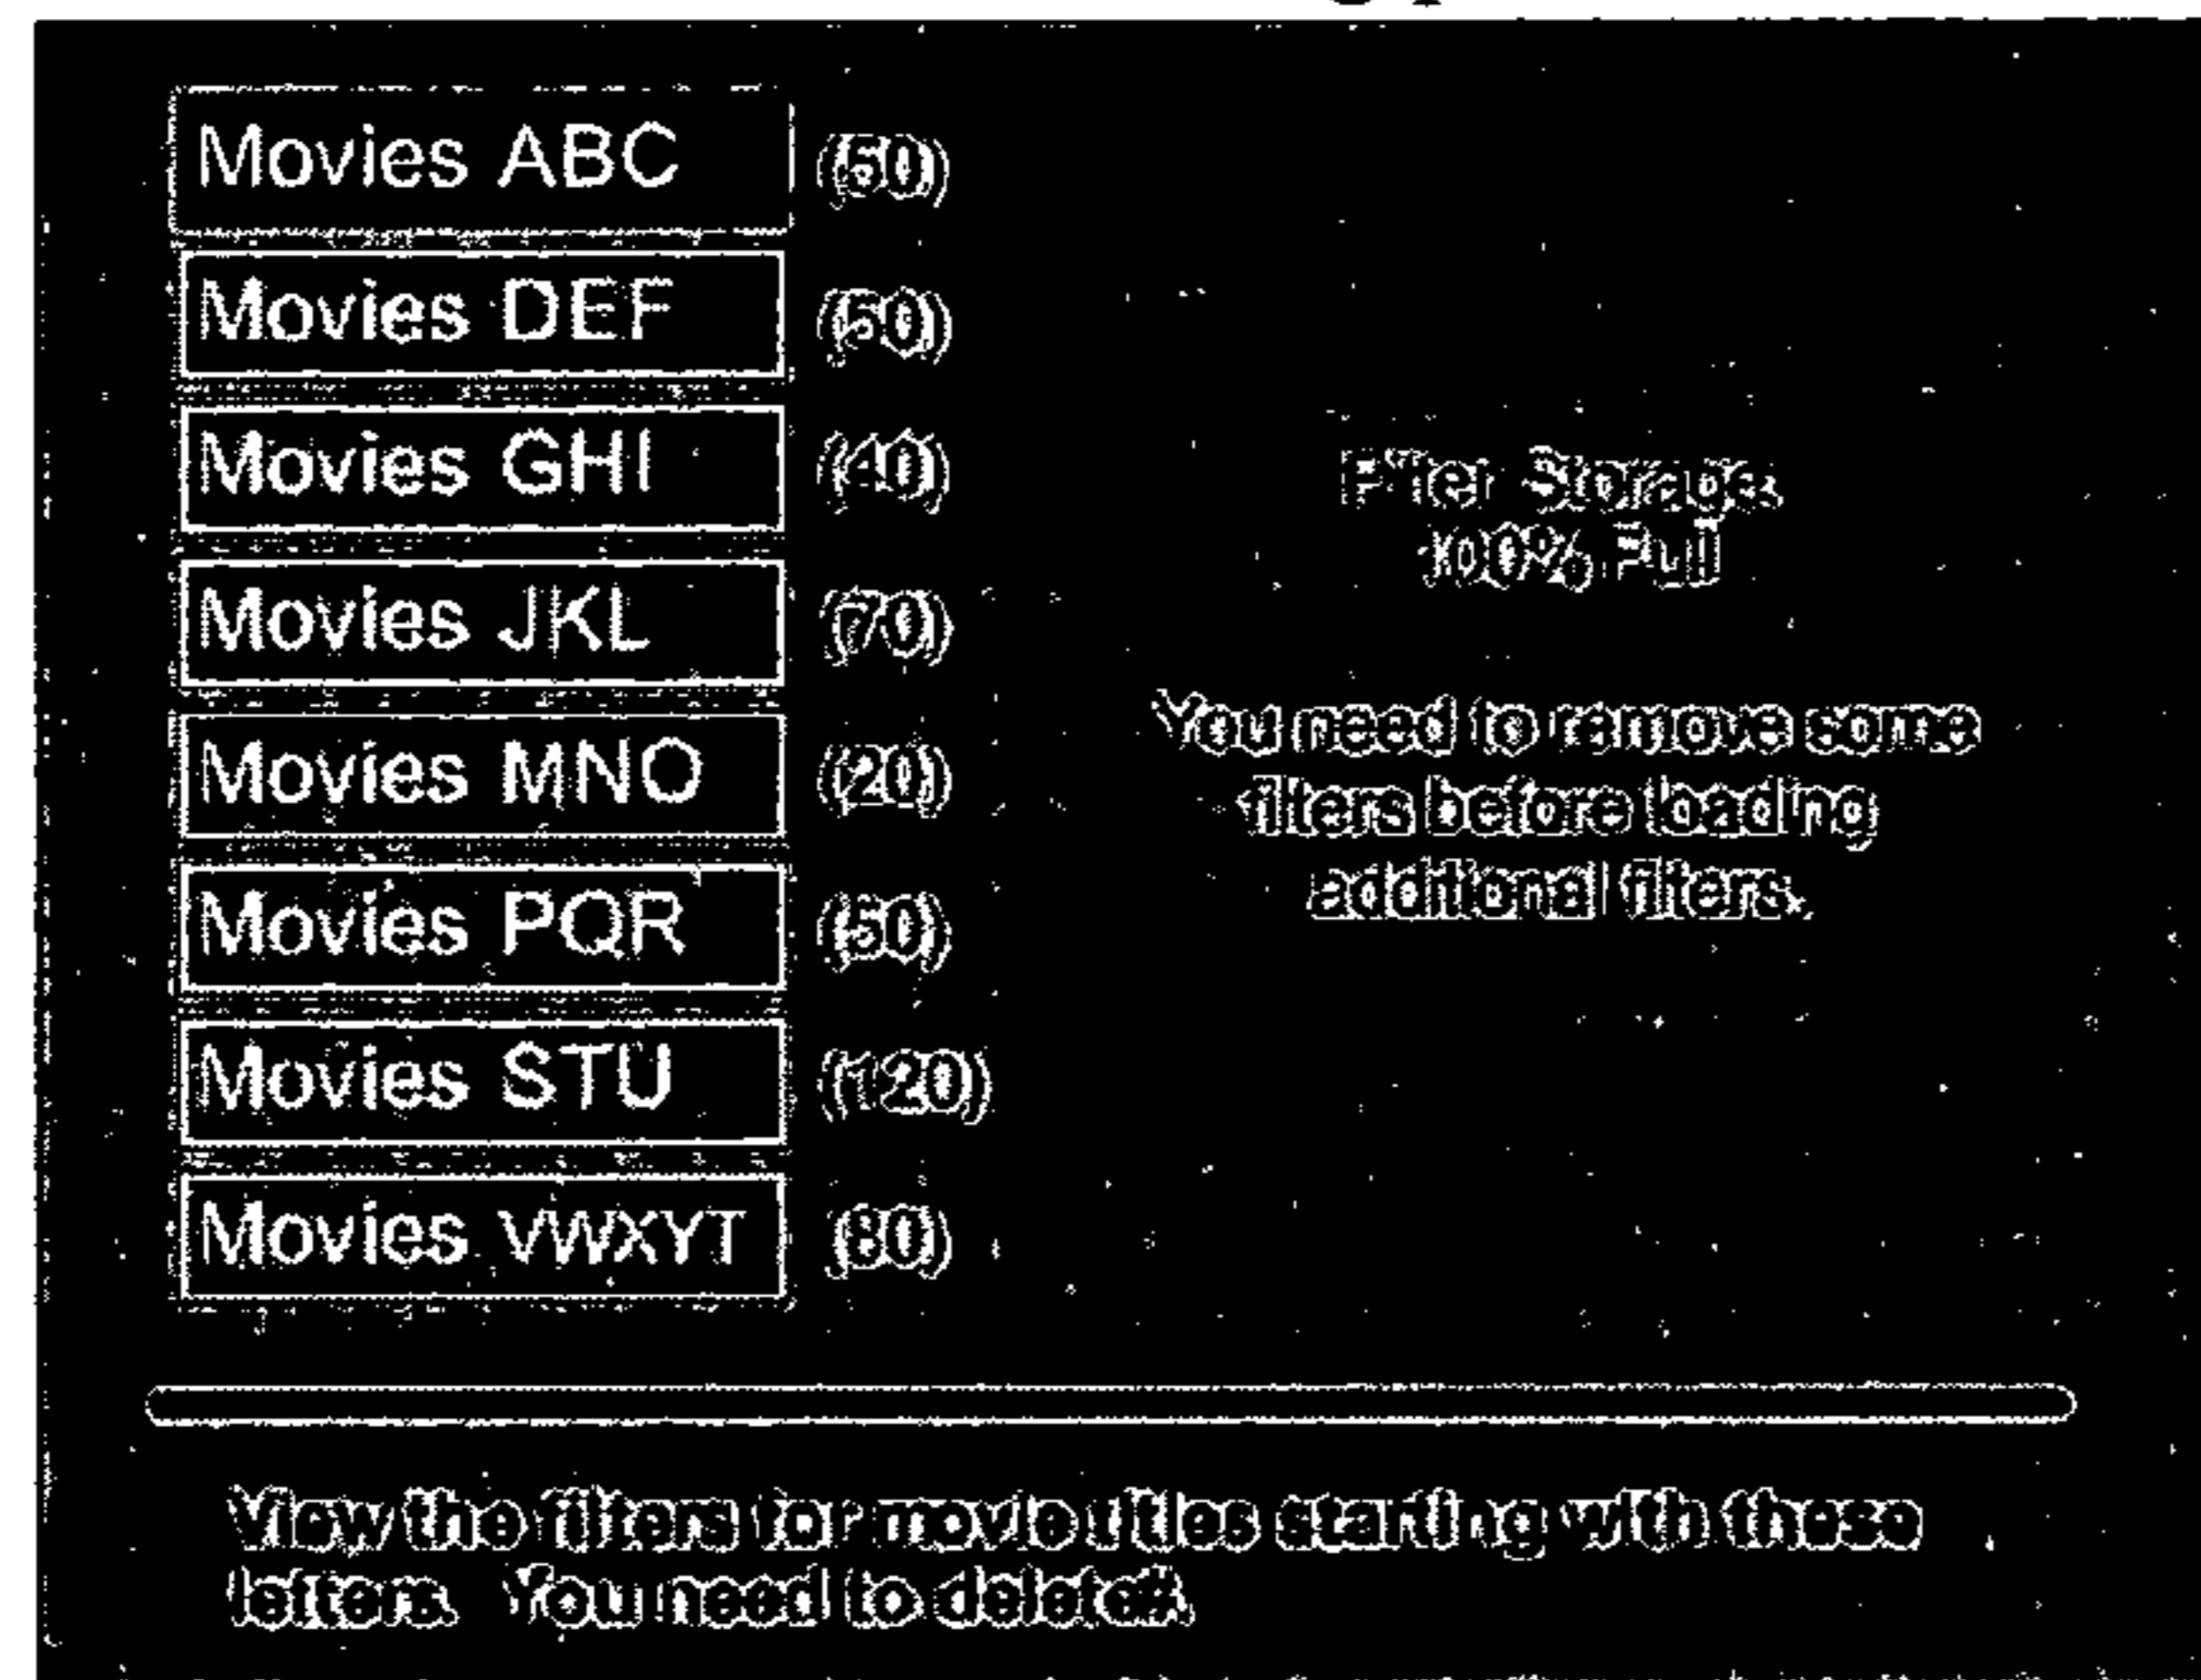 Movies ABC (50)
Movies DEF (50)
Movies GHI (40)
Movies JKL (70)
Movies MNO (20)
Movies PQR (50)
Movies STU (120)
Movies VWXYT (80)
Filter Storage
100% Full
You need to remove some
filters before loading
additional filters.
View the filters for movie titles starting with these
letters. You need to delete#.